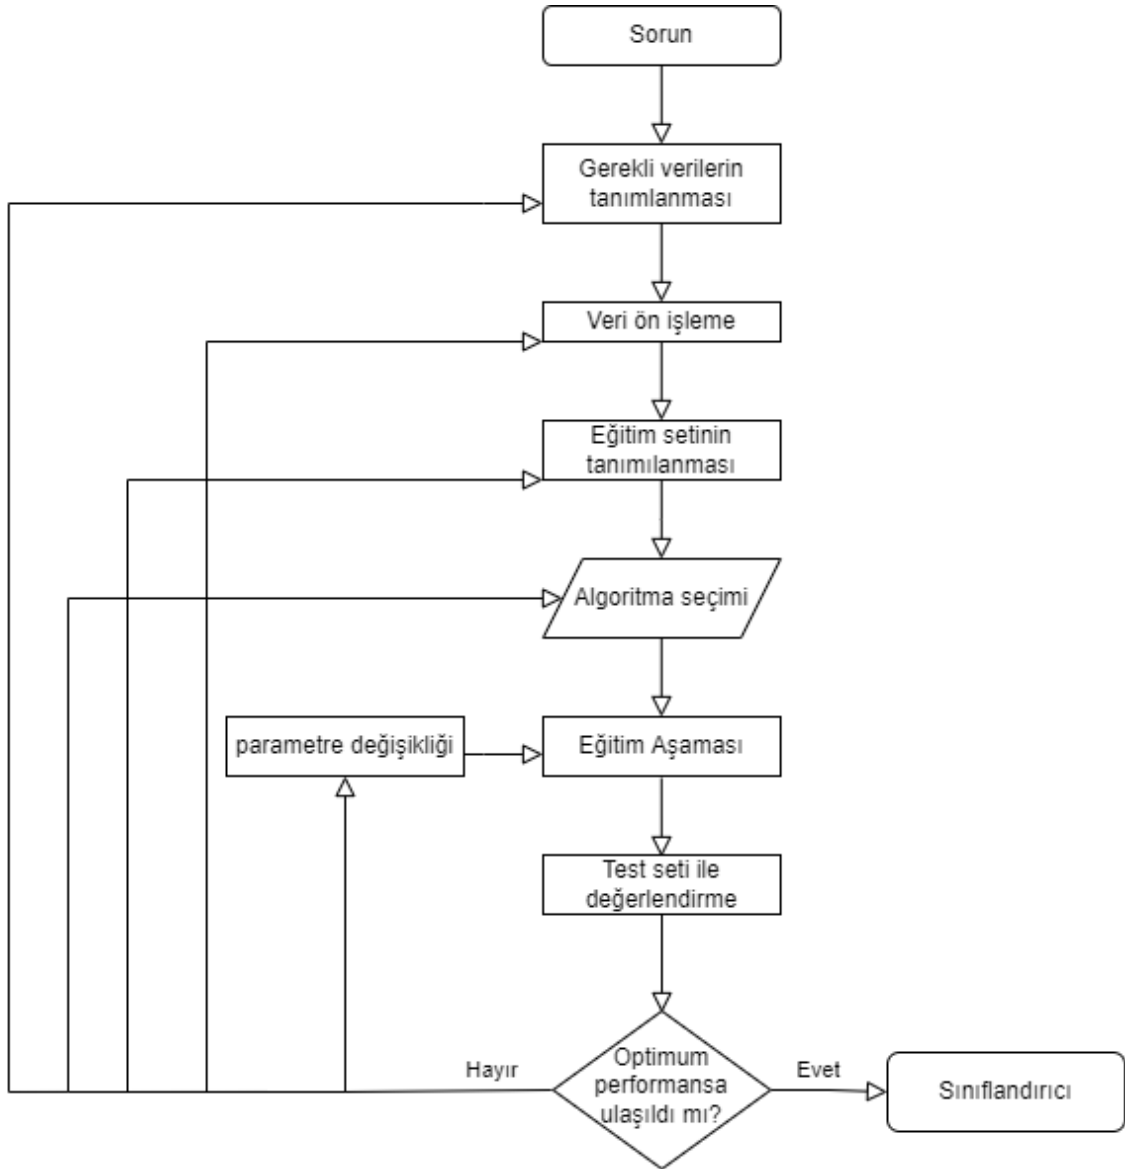 Sorun
Gerekli verilerin
tanımlanması
Veri ön işleme
Eğitim setinin
tanımılanması
Algoritma seçimi
parametre değişikliği
Eğitim Aşaması
Test seti ile
değerlendirme
Hayır
Optimum
performansa
ulaşıldı mı?
Evet
Sınıflandırıcı